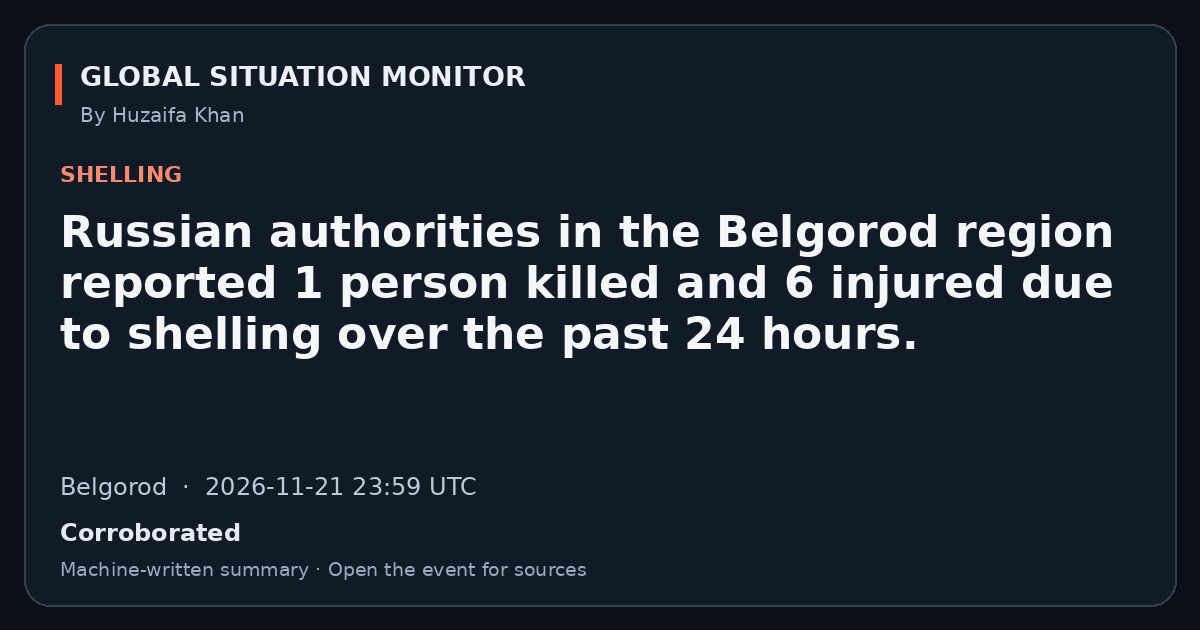 GLOBAL SITUATION MONITOR
By Huzaifa Khan
SHELLING
Russian authorities in the Belgorod region
reported 1 person killed and 6 injured due
to shelling over the past 24 hours.
Belgorod · 2026-11-21 23:59 UTC
Corroborated
Machine-written summary · Open the event for sources